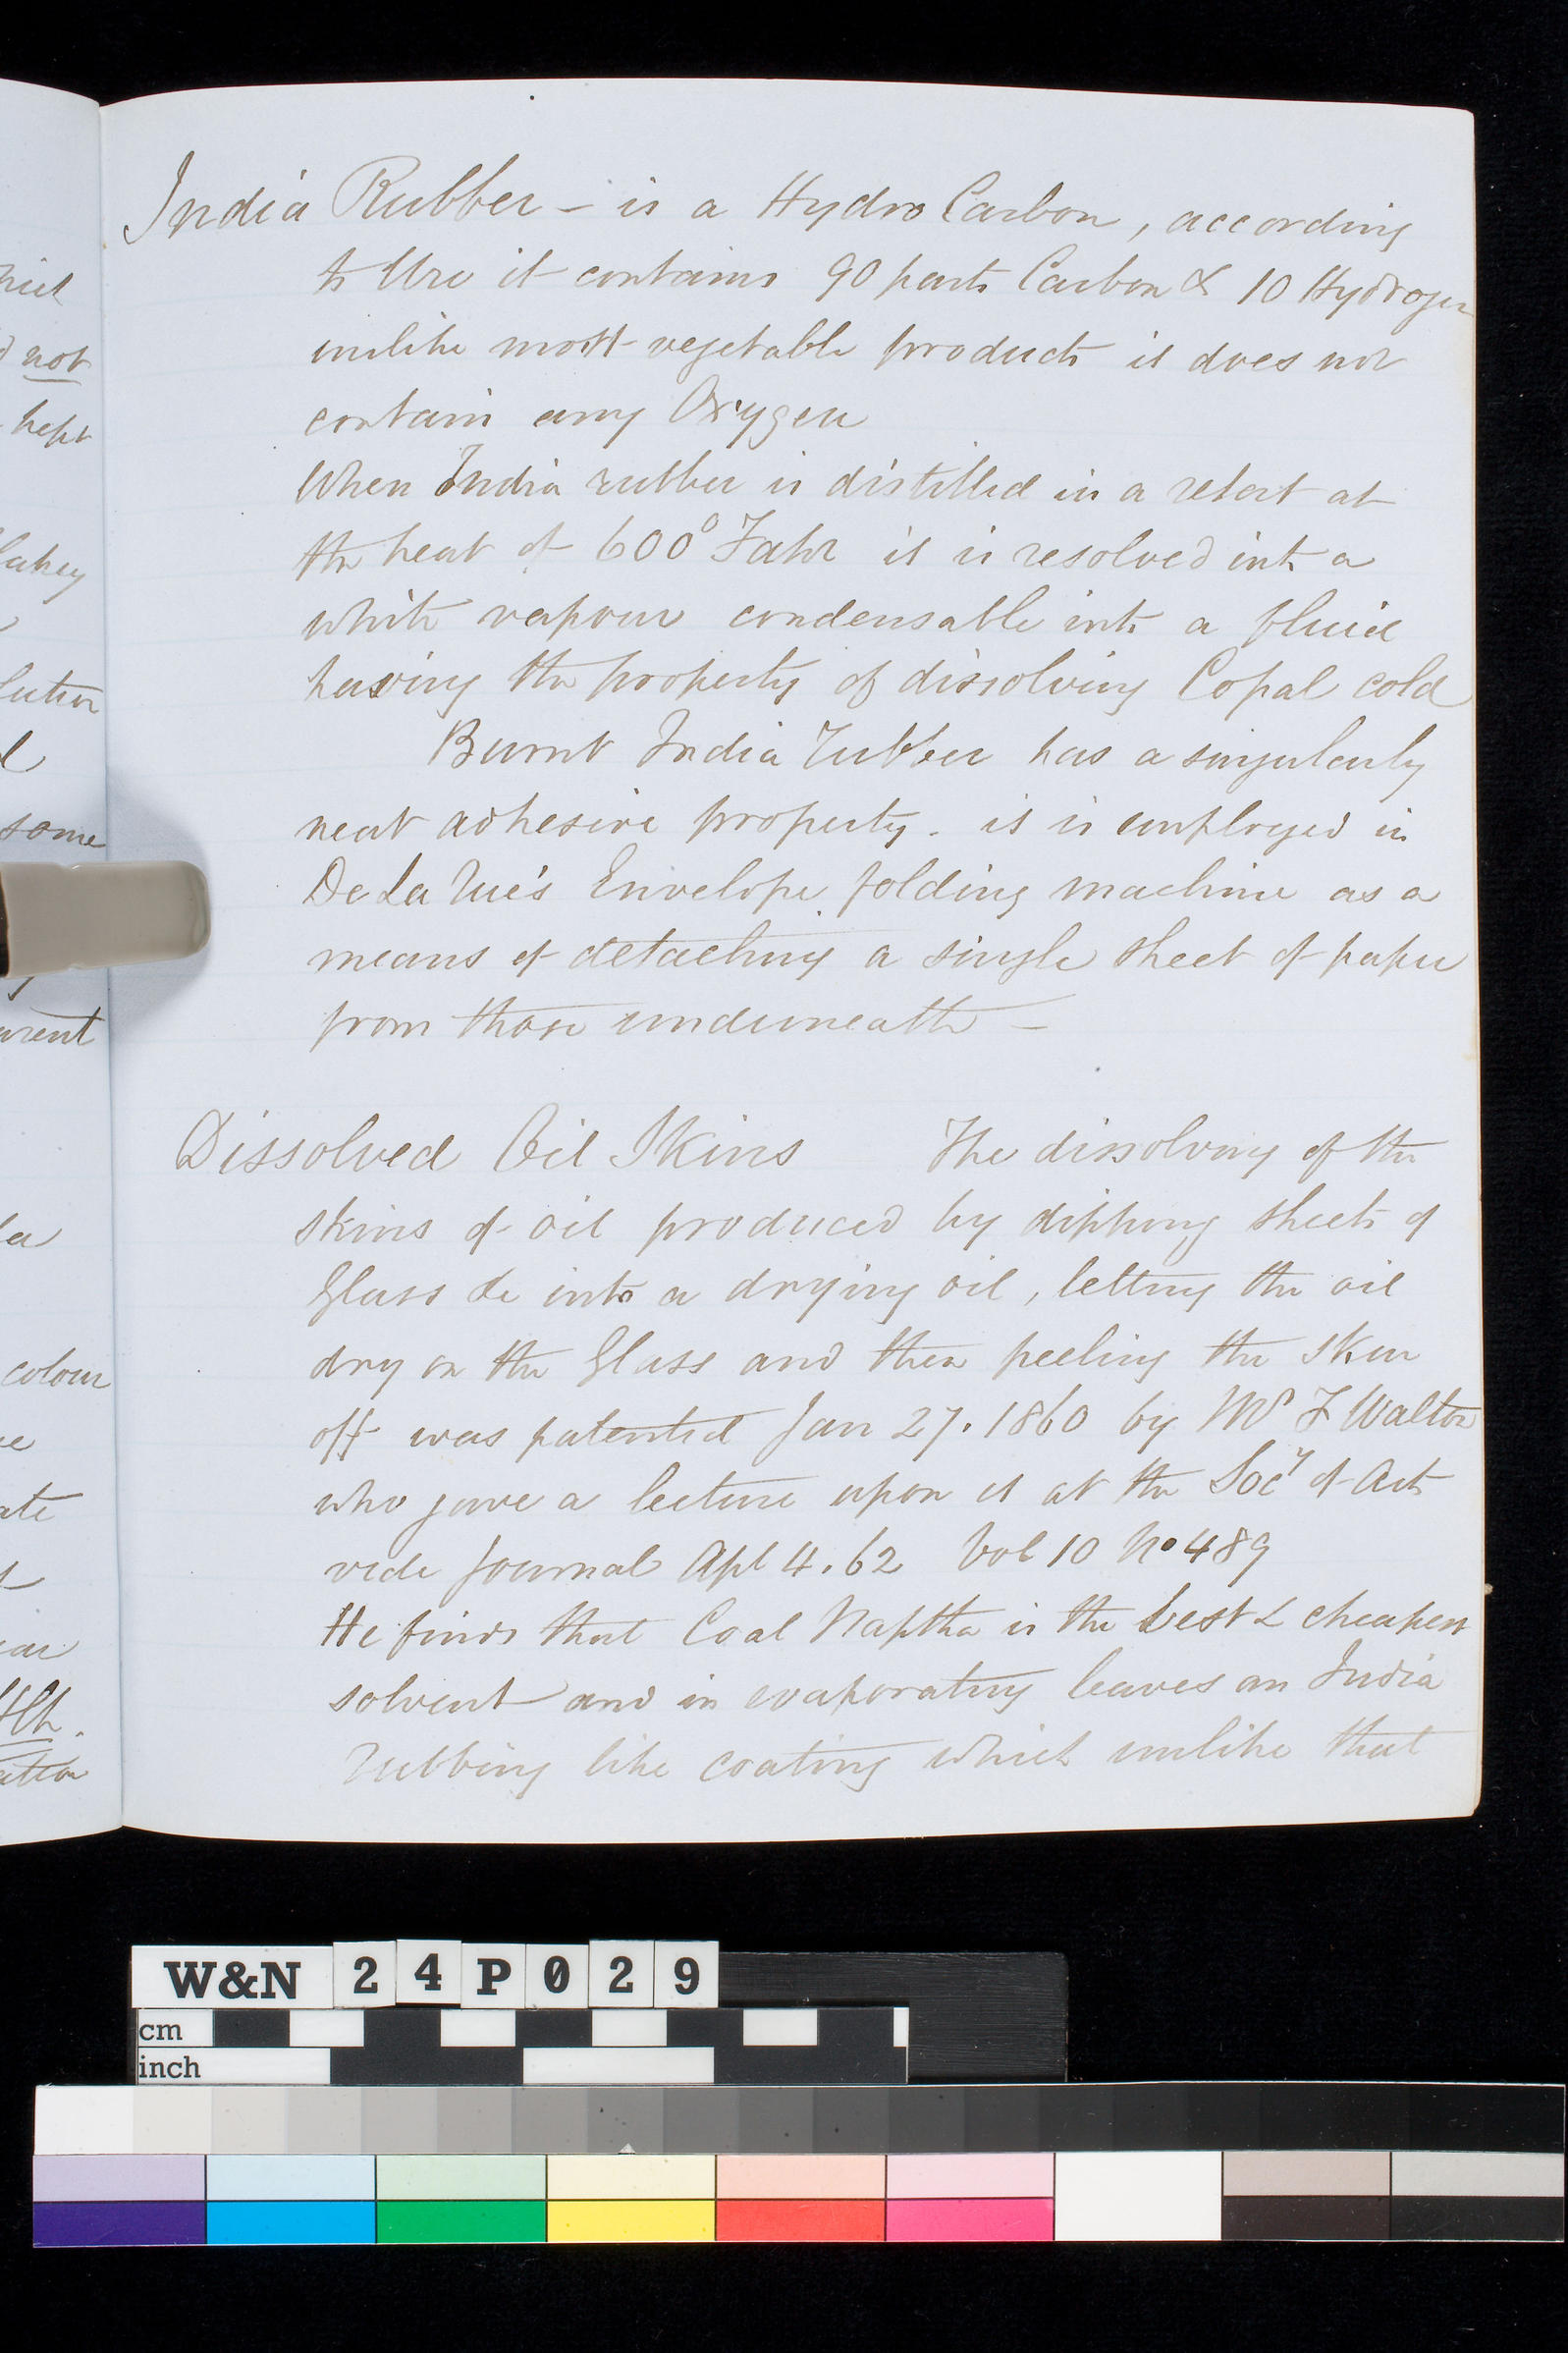 India Rubber – is a Hydro Carbon, according
to Ure it contains 90 parts Carbon & 10 Hydrogen
unlike most vegetable products it does not
contain any Oxygen
When India rubber is distilled in a retort at
the heat of 600° Fahr it is resolved into a
white vapour condensable into a fluid
having the property of dissolving Copal cold
Burnt India Rubber has a singularly
neat adhesive property. it is employed in
De La Rue's Envelope folding machine as a
means of detaching a single sheet of paper
from those underneath –
Dissolved Oil Skins The dissolving of the
skins of oil produced by dipping sheets of
Glass &c into a drying oil, letting the oil
dry on the Glass and then peeling the skin
off was patented Jan 27. 1860 by Mr F Walton
who gave a lecture upon it at the Socy of Arts
vide Journal Apl 4. 62 Vol 10 No 489
He finds that Coal Naptha is the best & cheapest
solvent and in evaporating leaves an India
rubbing like coating which unlike that
not
kept
lution
some
colour
W&N 24P029
cm
inch